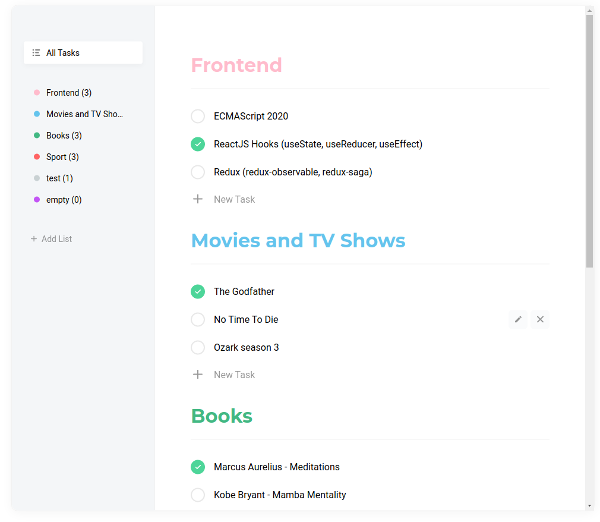 All Tasks
Frontend (3)
Movies and TV Sho...
Books (3)
Sport (3)
test (1)
empty (0)
Add List
Frontend
ECMAScript 2020
ReactJS Hooks (useState, useReducer, useEffect)
Redux (redux-observable, redux-saga)
New Task
Movies and TV Shows
The Godfather
No Time To Die
Ozark season 3
New Task
Books
Marcus Aurelius - Meditations
Kobe Bryant - Mamba Mentality